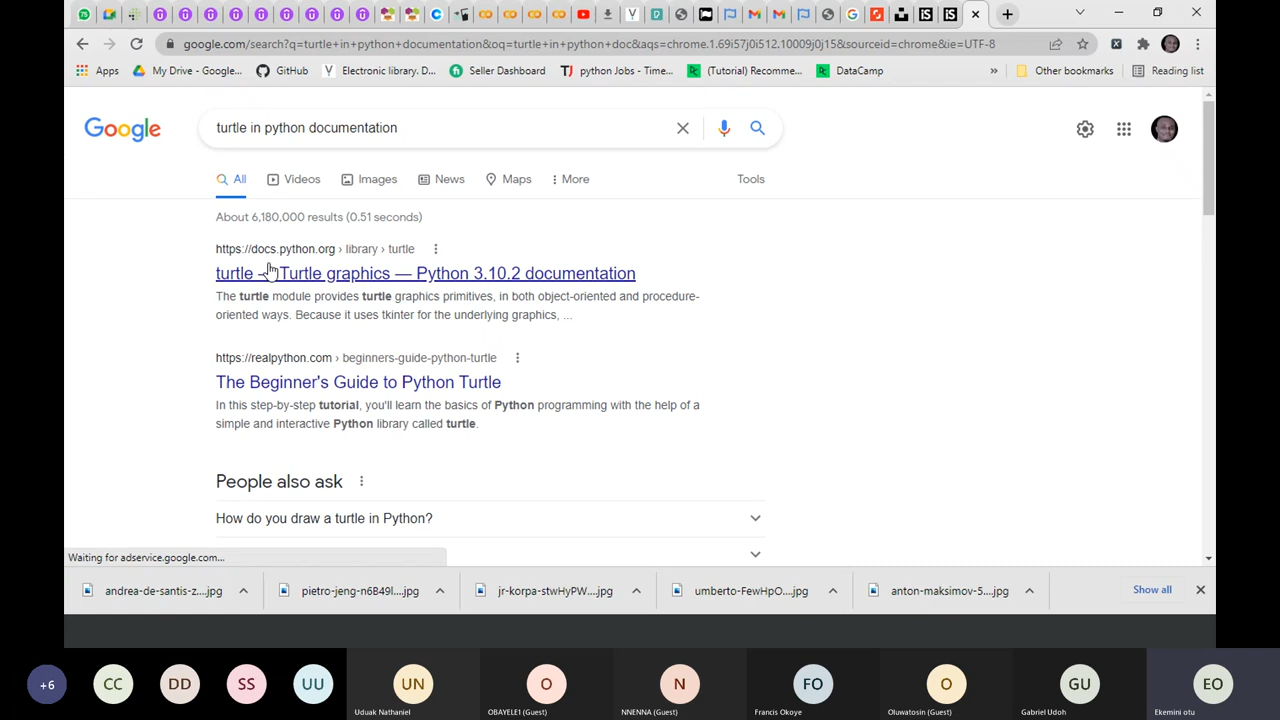 google.com/search?q=turtle+in+python+documentation&oq=turtle+in+python+doc&aqs=chrome.1.69i57j0i512.10009j0j15&sourceid=chrome&ie=UTF-8
Apps
My Drive - Google...
GitHub
Electronic library. D...
Seller Dashboard
TJ
python Jobs - Time...
(Tutorial) Recomme...
DataCamp
»
Other bookmarks
Reading list
Google
turtle in python documentation
All
Videos
Images
News
Maps
More
Tools
About 6,180,000 results (0.51 seconds)
https://docs.python.org › library › turtle
turtle — Turtle graphics — Python 3.10.2 documentation
The turtle module provides turtle graphics primitives, in both object-oriented and procedure-
oriented ways. Because it uses tkinter for the underlying graphics, ...
https://realpython.com › beginners-guide-python-turtle
The Beginner's Guide to Python Turtle
In this step-by-step tutorial, you'll learn the basics of Python programming with the help of a
simple and interactive Python library called turtle.
People also ask
How do you draw a turtle in Python?
Waiting for adservice.google.com...
andrea-de-santis-z....jpg
pietro-jeng-n6B49l....jpg
jr-korpa-stwHyPW....jpg
umberto-FewHpO....jpg
anton-maksimov-5....jpg
Show all
+6
CC
DD
SS
UU
UN
O
N
FO
O
GU
EO
Uduak Nathaniel
OBAYELE1 (Guest)
NNENNA (Guest)
Francis Okoye
Oluwatosin (Guest)
Gabriel Udoh
Ekemini otu